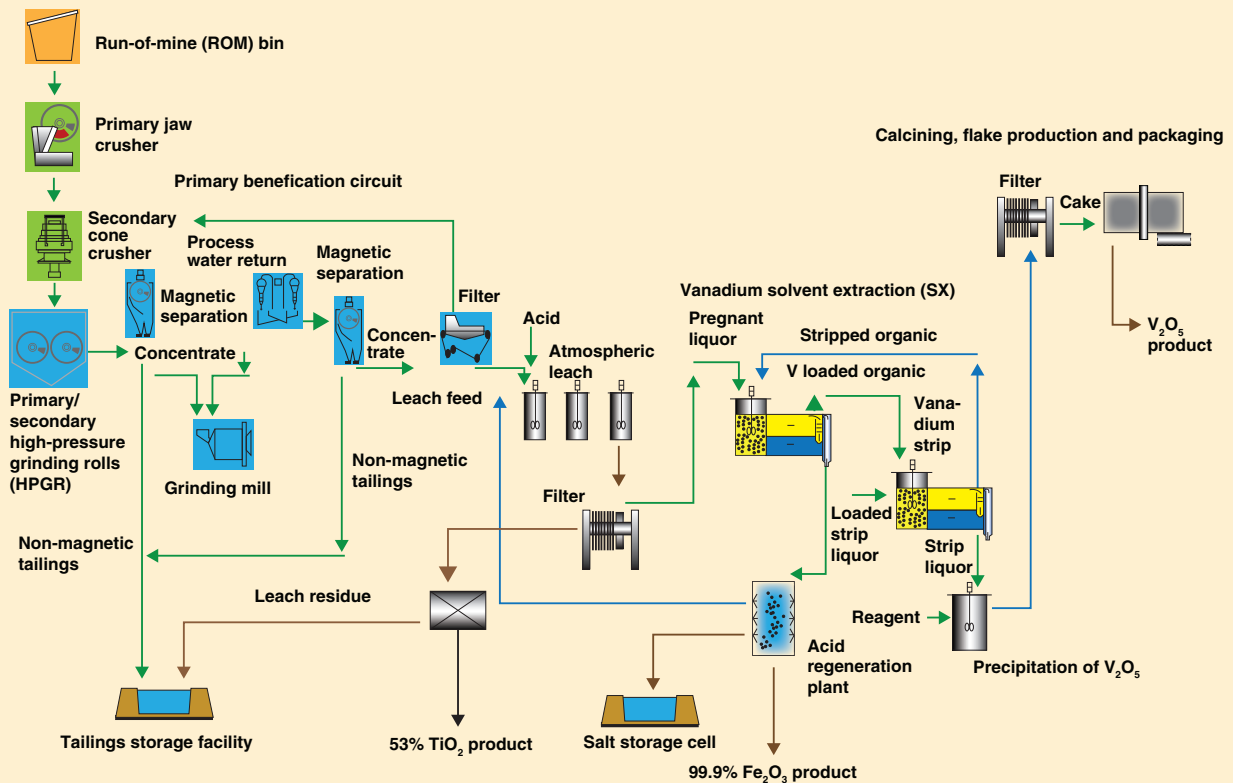 Run-of-mine (ROM) bin
Primary jaw
crusher
Calcining, flake production and packaging
Primary benefication circuit
Filter
Cake
Secondary
cone
crusher
Process
water return
Magnetic
separation
Magnetic
separation
Filter
Vanadium solvent extraction (SX)
Pregnant
liquor
Acid
Stripped organic
V₂O₅
product
Concentrate
Concen-
trate
Atmospheric
leach
V loaded organic
Leach feed
Primary/
secondary
high-pressure
grinding rolls
(HPGR)
Vana-
dium
strip
Grinding mill
Non-magnetic
tailings
Filter
Loaded
strip
liquor
Non-magnetic
tailings
Strip
liquor
Leach residue
Reagent
Acid
regeneration
plant
Precipitation of V₂O₅
Tailings storage facility
53% TiO₂ product
Salt storage cell
99.9% Fe₂O₃ product